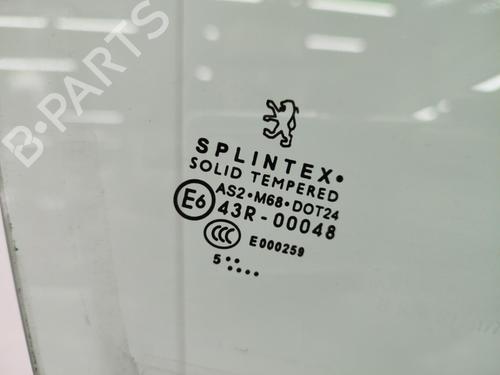 B-PARTS
SPLINTEX•
SOLID TEMPERED
AS2•M68•DOT24
E6 43R-00048
CCC E000259
5